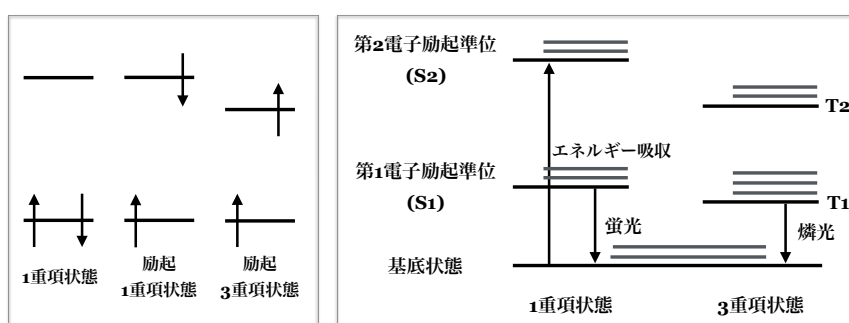 1重項状態
励起
1重項状態
励起
3重項状態
第2電子励起準位
(S2)
T2
エネルギー吸収
第1電子励起準位
(S1)
T1
蛍光
燐光
基底状態
1重項状態
3重項状態